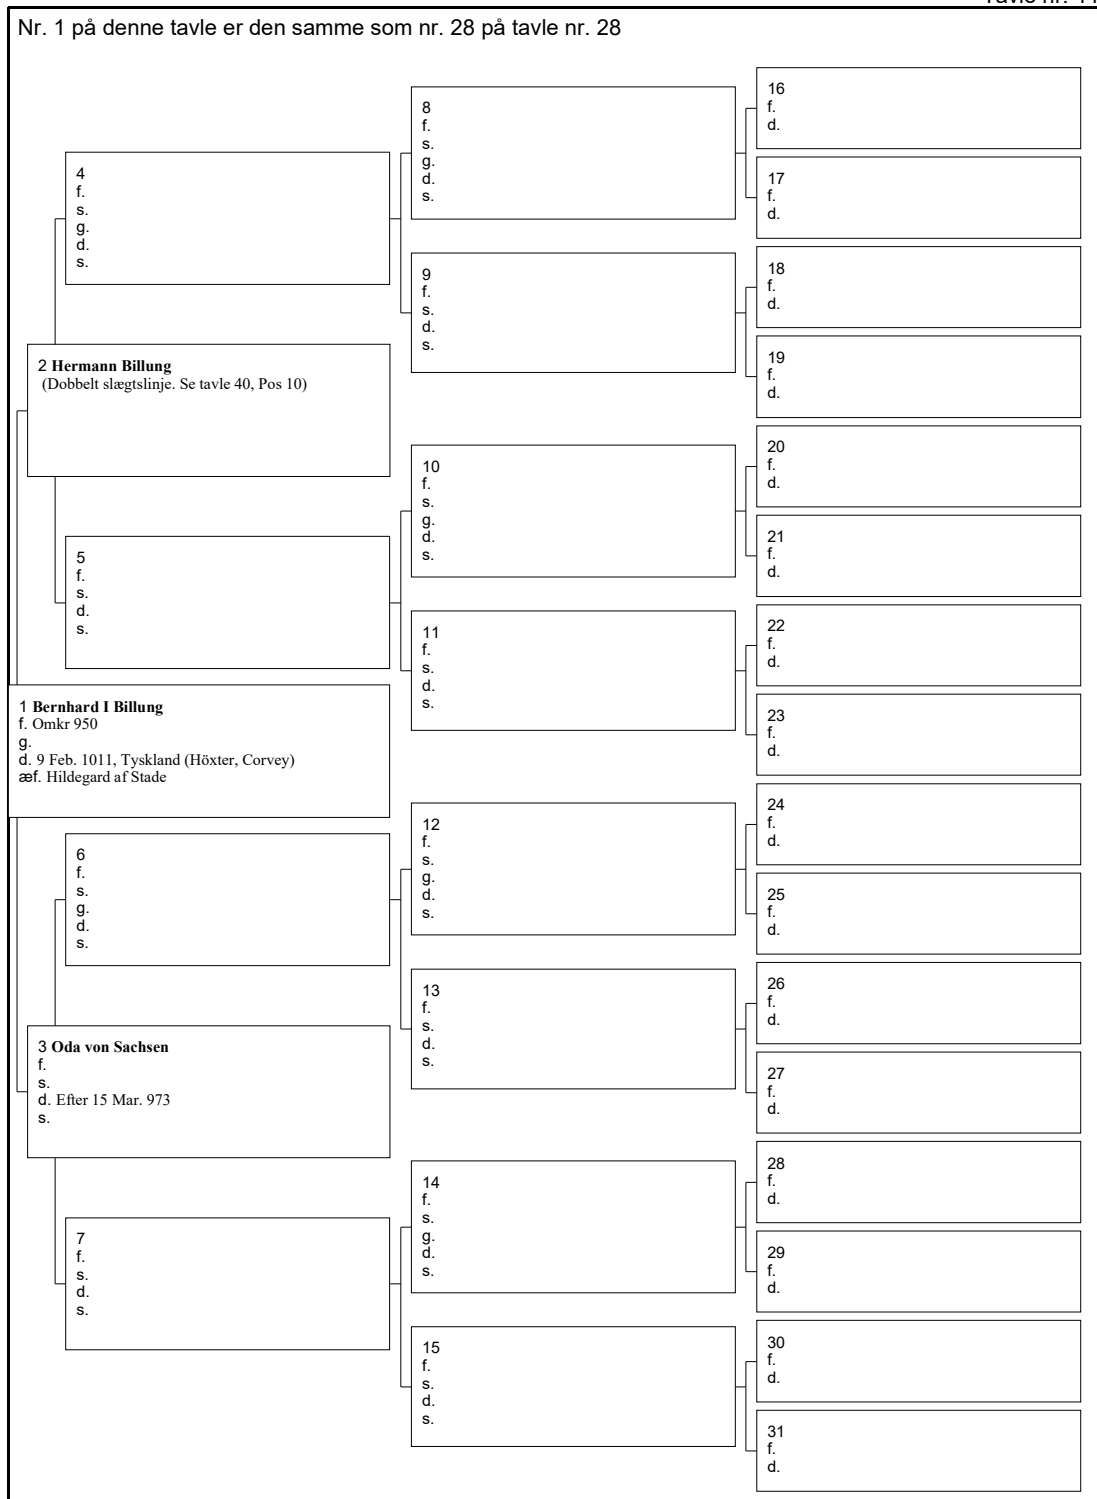 Nr. 1 på denne tavle er den samme som nr. 28 på tavle nr. 28
16
f.
d.
8
f.
s.
g.
d.
s.
17
f.
d.
4
f.
s.
g.
d.
s.
18
f.
d.
9
f.
s.
d.
s.
19
f.
d.
2 Hermann Billung
(Dobbelt slægtslinje. Se tavle 40, Pos 10)
20
f.
d.
10
f.
s.
g.
d.
s.
21
f.
d.
5
f.
s.
d.
s.
22
f.
d.
11
f.
s.
d.
s.
23
f.
d.
1 Bernhard I Billung
f. Omkr 950
g.
d. 9 Feb. 1011, Tyskland (Höxter, Corvey)
æf. Hildegard af Stade
24
f.
d.
12
f.
s.
g.
d.
s.
25
f.
d.
6
f.
s.
g.
d.
s.
26
f.
d.
13
f.
s.
d.
s.
27
f.
d.
3 Oda von Sachsen
f.
s.
d. Efter 15 Mar. 973
s.
28
f.
d.
14
f.
s.
g.
d.
s.
29
f.
d.
7
f.
s.
d.
s.
30
f.
d.
15
f.
s.
d.
s.
31
f.
d.